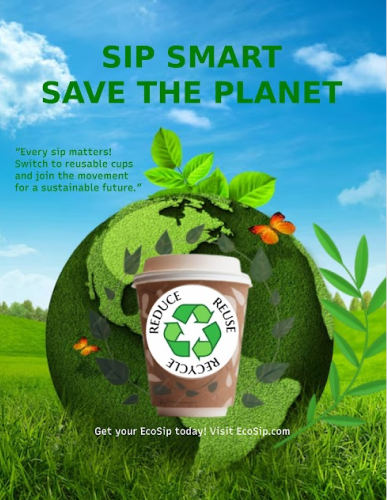 SIP SMART
SAVE THE PLANET
"Every sip matters!
Switch to reusable cups
and join the movement
for a sustainable future."
REDUCE
REUSE
RECYCLE
Get your EcoSip today! Visit EcoSip.com